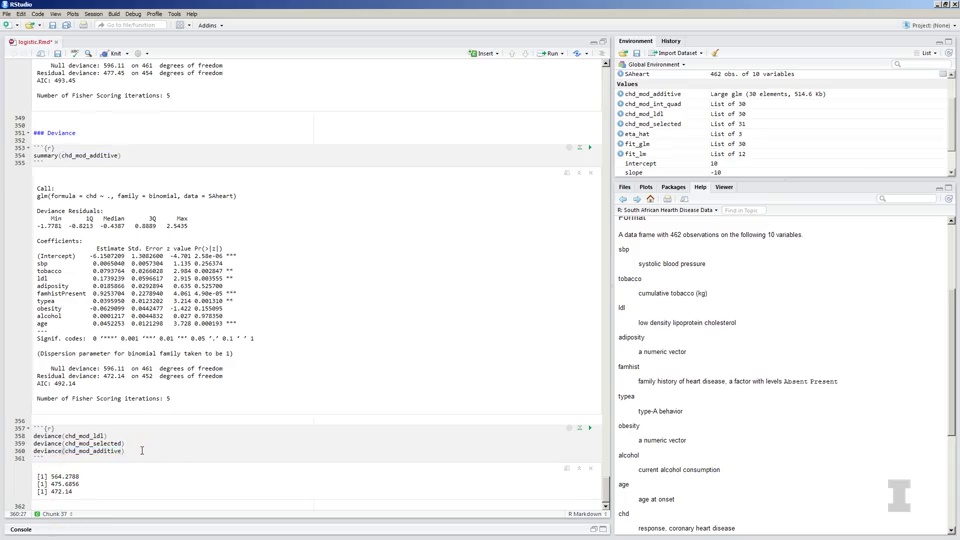 RStudio
File Edit Code View Plots Session Build Debug Profile Tools Help
Go to File/Function
Addins
Project: (None)
logistic.Rmd*
Knit
Insert
Run
Null deviance: 596.11 on 461 degrees of freedom
Residual deviance: 477.45 on 454 degrees of freedom
AIC: 493.45
Number of Fisher Scoring iterations: 5
349
350
351 ### Deviance
352
353 ```{r}
354 summary(chd_mod_additive)
355 ```
Call:
glm(formula = chd ~ ., family = binomial, data = SAheart)
Deviance Residuals:
Min 1Q Median 3Q Max
-1.7781 -0.8213 -0.4387 0.8889 2.5435
Coefficients:
Estimate Std. Error z value Pr(>|z|)
(Intercept) -6.1507209 1.3082600 -4.701 2.58e-06 ***
sbp 0.0065040 0.0057304 1.135 0.256374
tobacco 0.0793764 0.0266028 2.984 0.002847 **
ldl 0.1739239 0.0596617 2.915 0.003555 **
adiposity 0.0185866 0.0292894 0.635 0.525700
famhistPresent 0.9253704 0.2278940 4.061 4.90e-05 ***
typea 0.0395950 0.0123202 3.214 0.001310 **
obesity -0.0629099 0.0442477 -1.422 0.155095
alcohol 0.0001217 0.0044832 0.027 0.978350
age 0.0452253 0.0121298 3.728 0.000193 ***
---
Signif. codes: 0 '***' 0.001 '**' 0.01 '*' 0.05 '.' 0.1 ' ' 1
(Dispersion parameter for binomial family taken to be 1)
Null deviance: 596.11 on 461 degrees of freedom
Residual deviance: 472.14 on 452 degrees of freedom
AIC: 492.14
Number of Fisher Scoring iterations: 5
356
357 ```{r}
358 deviance(chd_mod_ldl)
359 deviance(chd_mod_selected)
360 deviance(chd_mod_additive)
361 ```
[1] 564.2788
[1] 475.6856
[1] 472.14
362
360:27 Chunk 37 R Markdown
Console
Environment History
Import Dataset List
Global Environment
SAheart 462 obs. of 10 variables
Values
chd_mod_additive Large glm (30 elements, 514.6 Kb)
chd_mod_int_quad List of 30
chd_mod_ldl List of 30
chd_mod_selected List of 31
eta_hat List of 3
fit_glm List of 30
fit_lm List of 12
intercept 10
slope -10
Files Plots Packages Help Viewer
R: South African Hearth Disease Data Find in Topic
Format
A data frame with 462 observations on the following 10 variables.
sbp
systolic blood pressure
tobacco
cumulative tobacco (kg)
ldl
low density lipoprotein cholesterol
adiposity
a numeric vector
famhist
family history of heart disease, a factor with levels Absent Present
typea
type-A behavior
obesity
a numeric vector
alcohol
current alcohol consumption
age
age at onset
chd
response, coronary heart disease